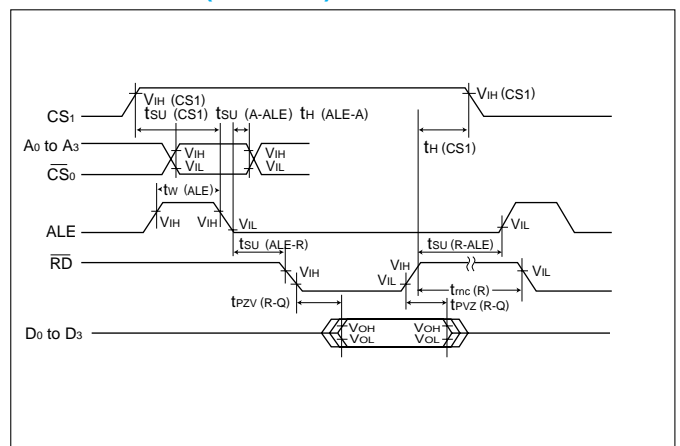 VIH (CS1)
VIH (CS1)
CS1
tSU (CS1) tSU (A-ALE) tH (ALE-A)
A0 to A3
VIH
VIH
tH (CS1)
CS0
VIL
VIL
tW (ALE)
ALE
VIH
VIH
VIL
VIL
tSU (ALE-R)
tSU (R-ALE)
RD
VIH
VIH
VIL
VIL
trnc (R)
tPZV (R-Q)
tPVZ (R-Q)
D0 to D3
VOH
VOH
VOL
VOL